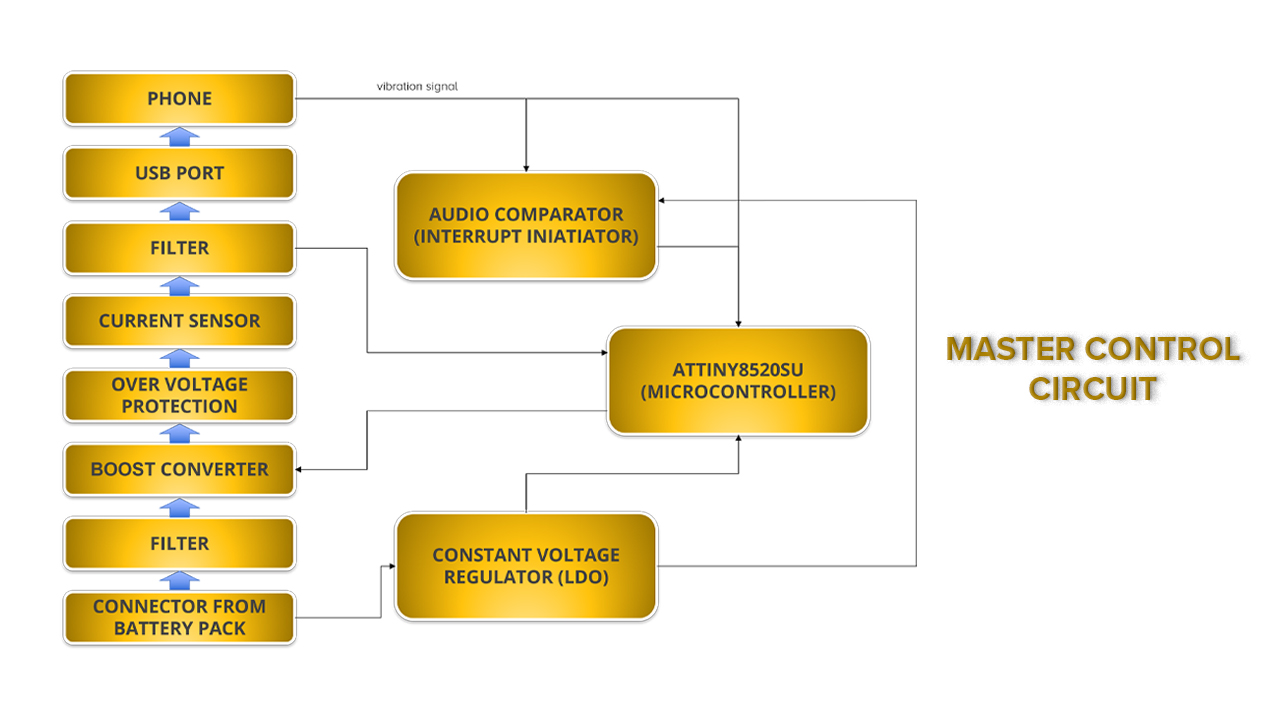 PHONE
vibration signal
USB PORT
FILTER
CURRENT SENSOR
OVER VOLTAGE
PROTECTION
BOOST CONVERTER
FILTER
CONNECTOR FROM
BATTERY PACK
AUDIO COMPARATOR
(INTERRUPT INIATIATOR)
ATTINY8520SU
(MICROCONTROLLER)
CONSTANT VOLTAGE
REGULATOR (LDO)
MASTER CONTROL
CIRCUIT